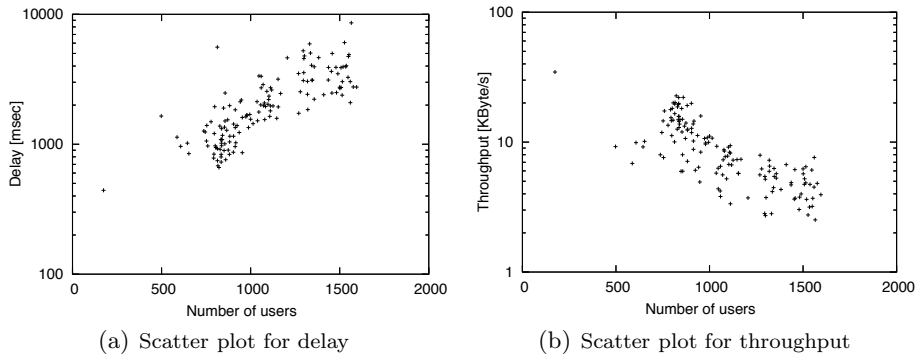 10000
1000
100
Delay [msec]
0 500 1000 1500 2000
Number of users
(a) Scatter plot for delay
100
10
1
Throughput [KByte/s]
0 500 1000 1500 2000
Number of users
(b) Scatter plot for throughput